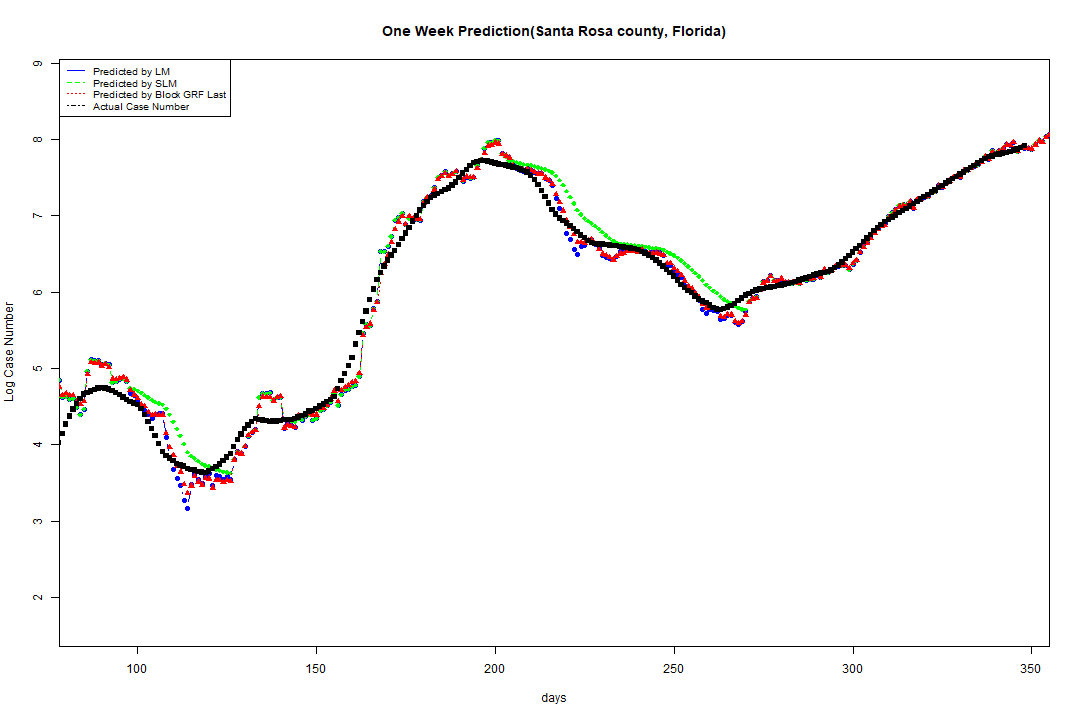 One Week Prediction(Santa Rosa county, Florida)
Predicted by LM
Predicted by SLM
Predicted by Block GRF Last
Actual Case Number
9
8
7
6
5
4
3
2
Log Case Number
100 150 200 250 300 350
days